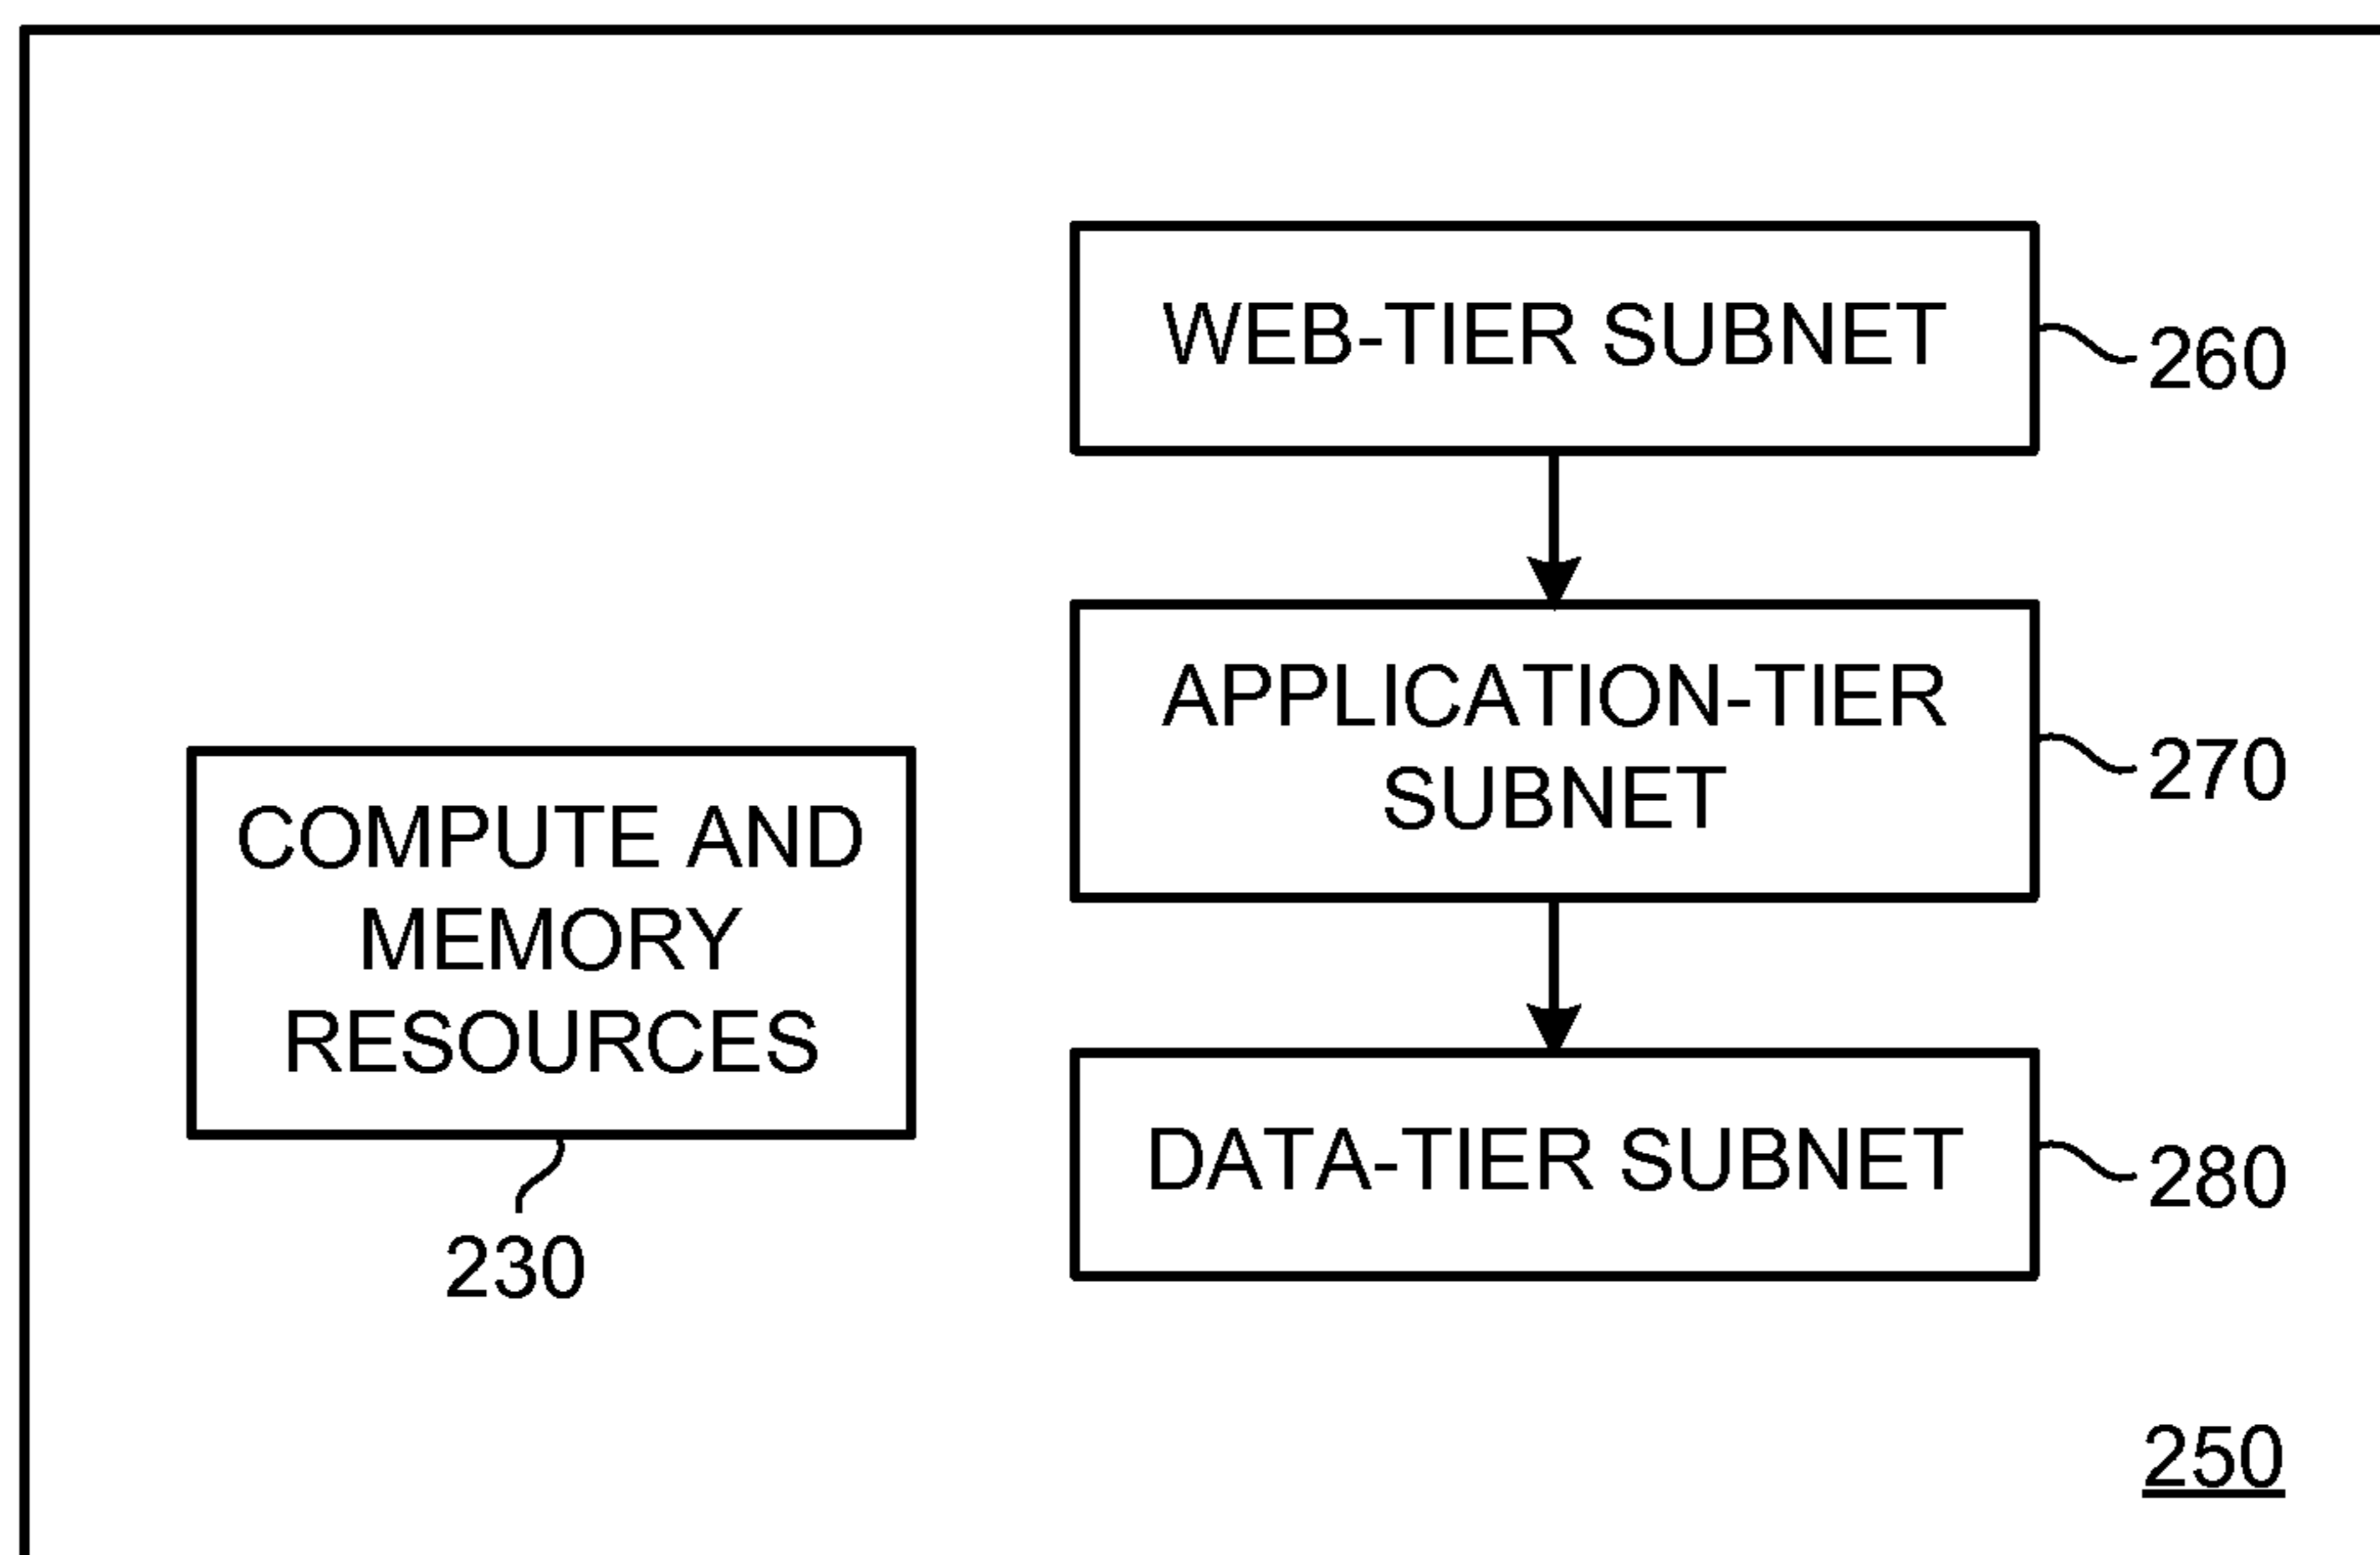 WEB-TIER SUBNET
260
APPLICATION-TIER
SUBNET
270
COMPUTE AND
MEMORY
RESOURCES
230
DATA-TIER SUBNET
280
250